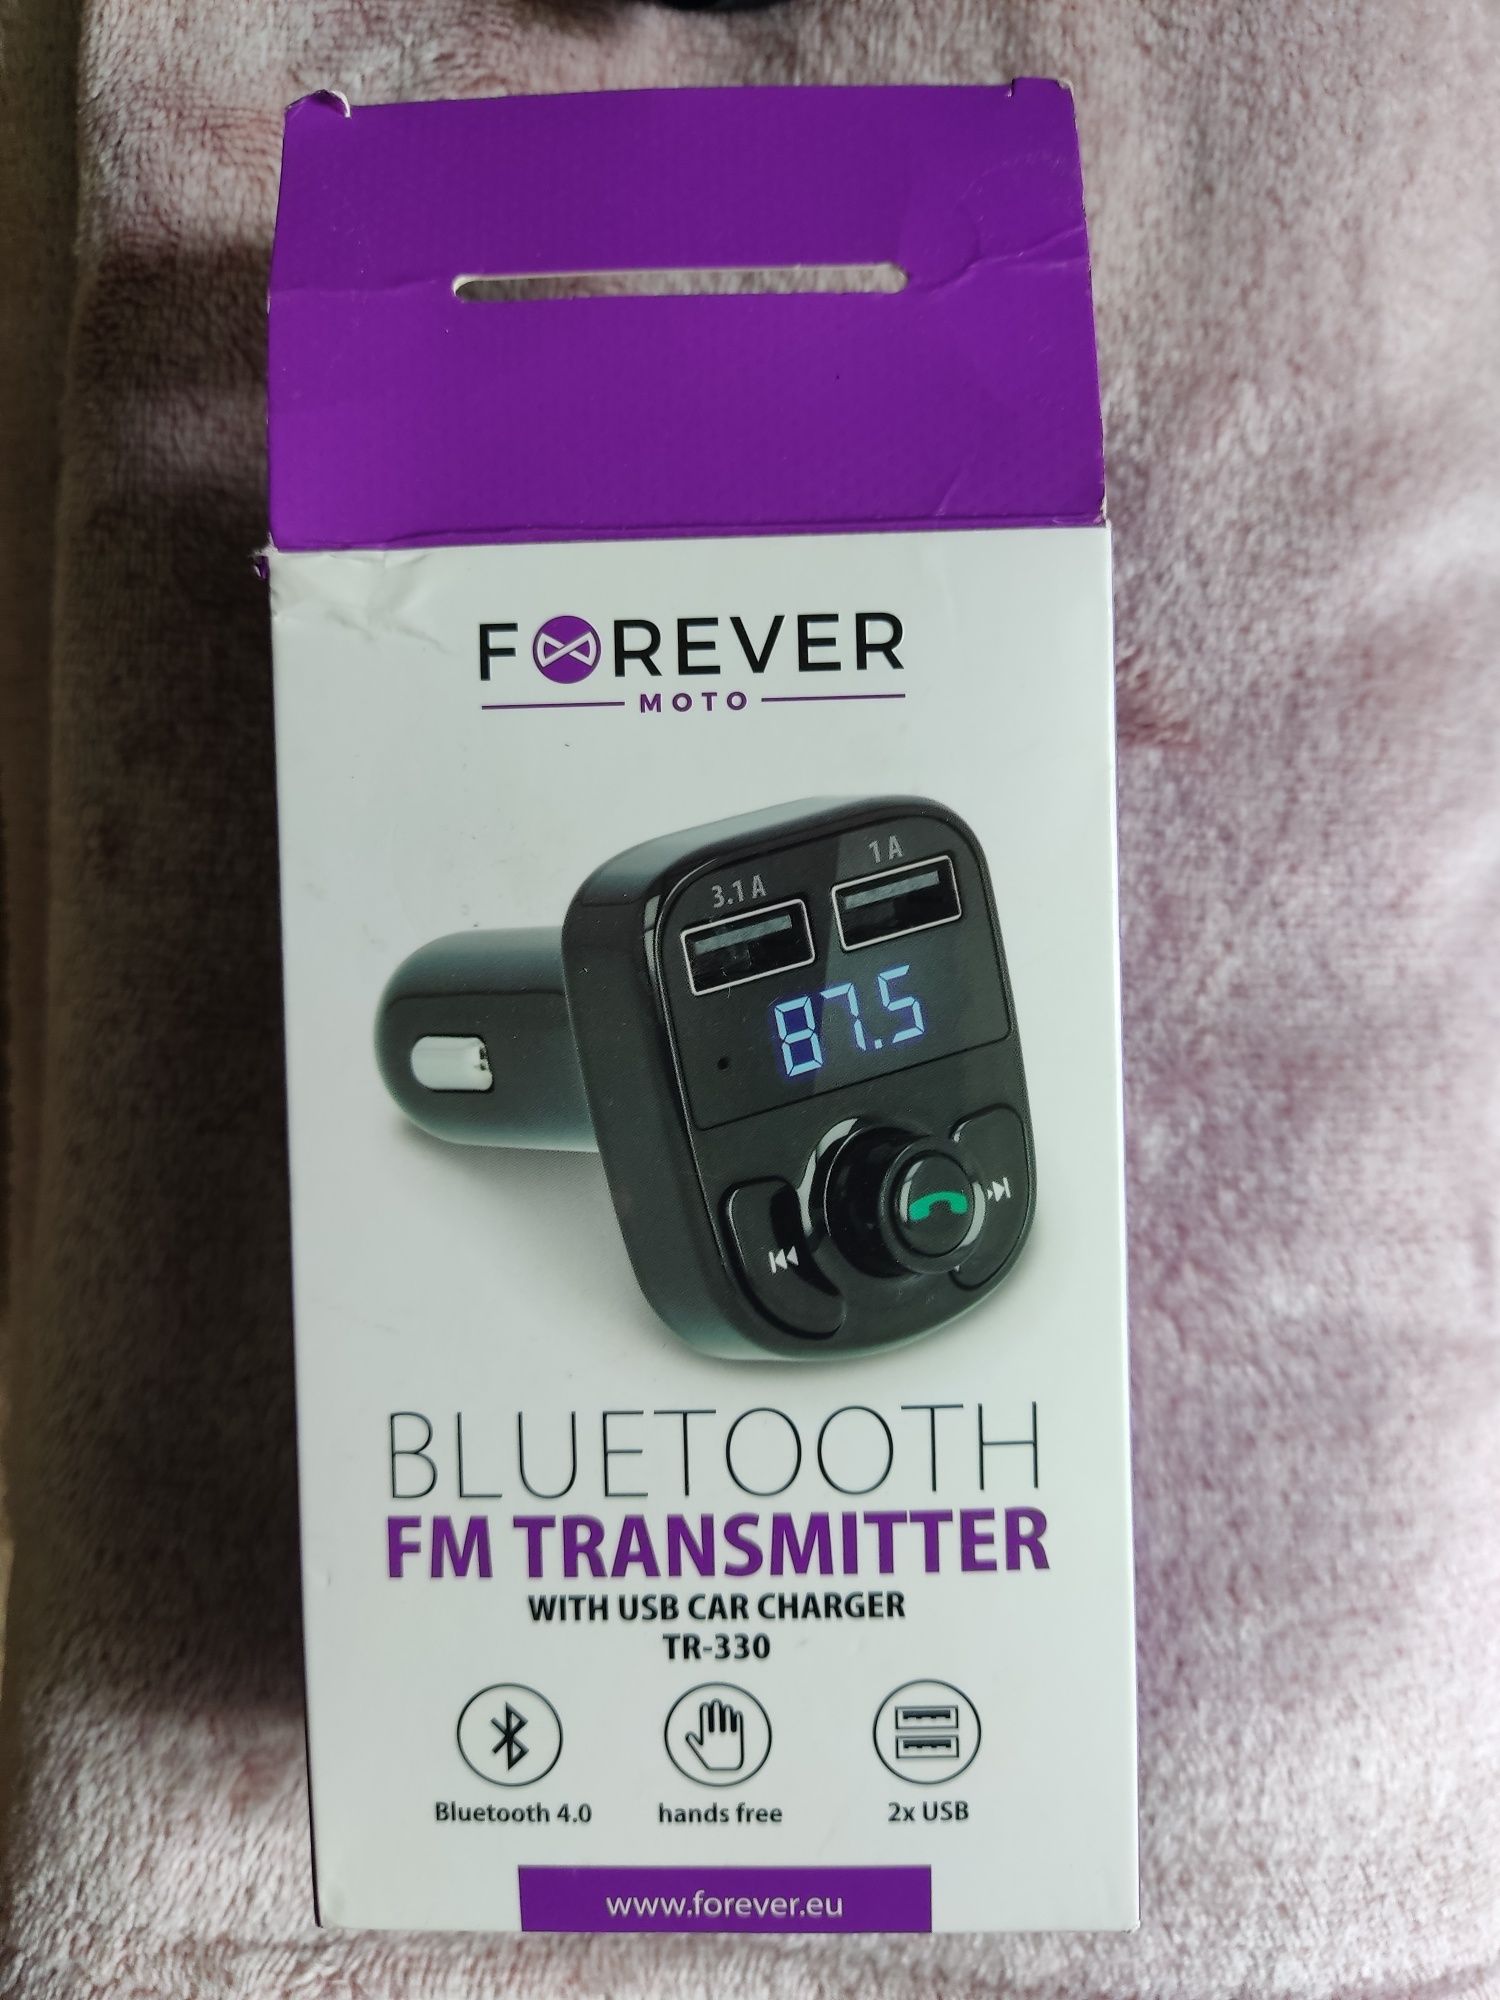 FOREVER
MOTO
3.1A
1A
87.5
BLUETOOTH
FM TRANSMITTER
WITH USB CAR CHARGER
TR-330
Bluetooth 4.0
hands free
2x USB
www.forever.eu